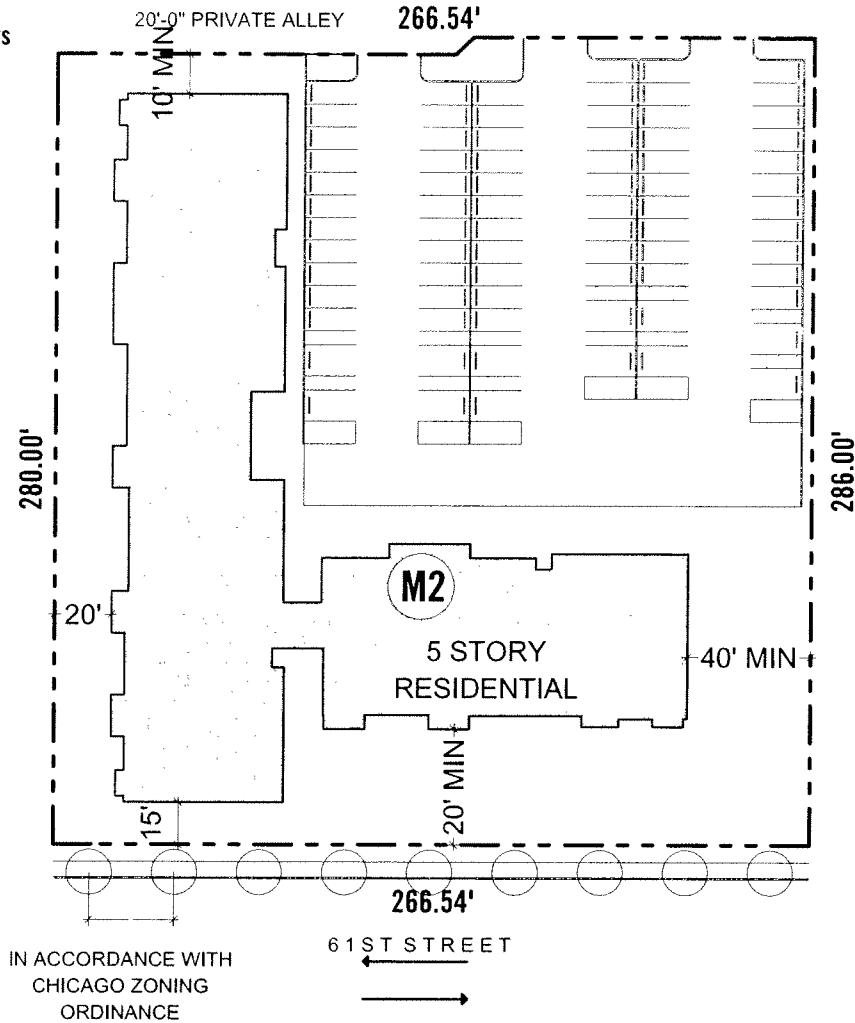 20'-0" PRIVATE ALLEY
266.54'
10' MIN
280.00'
286.00'
20'
M2
5 STORY
RESIDENTIAL
40' MIN
20' MIN
15'
266.54'
61ST STREET
IN ACCORDANCE WITH
CHICAGO ZONING
ORDINANCE